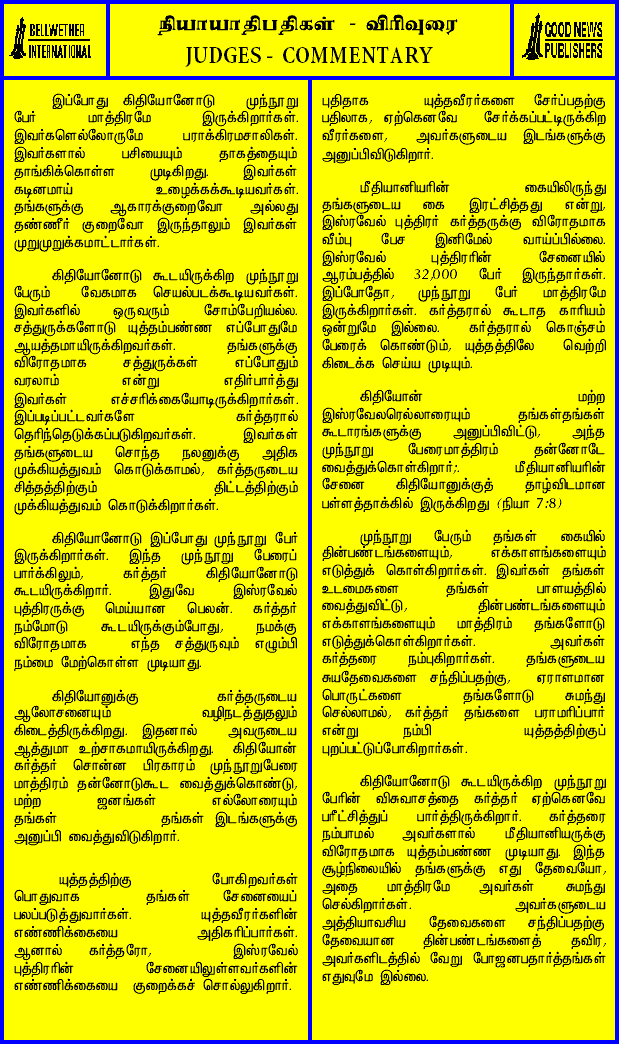 BELLWETHER
INTERNATIONAL
நியாயாதிபதிகள் - விரிவுரை
JUDGES - COMMENTARY
GOOD NEWS
PUBLISHERS
இப்போது கிதியோனோடு முந்நூறு
பேர் மாத்திரமே இருக்கிறார்கள்.
இவர்களெல்லோருமே பராக்கிரமசாலிகள்.
இவர்களால் பசியையும் தாகத்தையும்
தாங்கிக்கொள்ள முடிகிறது. இவர்கள்
கடினமாய் உழைக்கக்கூடியவர்கள்.
தங்களுக்கு ஆகாரக்குறைவோ அல்லது
தண்ணீர் குறைவோ இருந்தாலும் இவர்கள்
முறுமுறுக்கமாட்டார்கள்.
கிதியோனோடு கூடயிருக்கிற முந்நூறு
பேரும் வேகமாக செயல்படக்கூடியவர்கள்.
இவர்களில் ஒருவரும் சோம்பேறியல்ல.
சத்துருக்களோடு யுத்தம்பண்ண எப்போதுமே
ஆயத்தமாயிருக்கிறவர்கள். தங்களுக்கு
விரோதமாக சத்துருக்கள் எப்போதும்
வரலாம் என்று எதிர்பார்த்து
இவர்கள் எச்சரிக்கையோடிருக்கிறார்கள்.
இப்படிப்பட்டவர்களே கர்த்தரால்
தெரிந்தெடுக்கப்படுகிறவர்கள். இவர்கள்
தங்களுடைய சொந்த நலனுக்கு அதிக
முக்கியத்துவம் கொடுக்காமல், கர்த்தருடைய
சித்தத்திற்கும் திட்டத்திற்கும்
முக்கியத்துவம் கொடுக்கிறார்கள்.
கிதியோனோடு இப்போது முந்நூறு பேர்
இருக்கிறார்கள். இந்த முந்நூறு பேரைப்
பார்க்கிலும், கர்த்தர் கிதியோனோடு
கூடயிருக்கிறார். இதுவே இஸ்ரவேல்
புத்திரருக்கு மெய்யான பெலன். கர்த்தர்
நம்மோடு கூடயிருக்கும்போது, நமக்கு
விரோதமாக எந்த சத்துருவும் எழும்பி
நம்மை மேற்கொள்ள முடியாது.
கிதியோனுக்கு கர்த்தருடைய
ஆலோசனையும் வழிநடத்துதலும்
கிடைத்திருக்கிறது. இதனால் அவருடைய
ஆத்துமா உற்சாகமாயிருக்கிறது. கிதியோன்
கர்த்தர் சொன்ன பிரகாரம் முந்நூறுபேரை
மாத்திரம் தன்னோடுகூட வைத்துக்கொண்டு,
மற்ற ஜனங்கள் எல்லோரையும்
தங்கள் தங்கள் இடங்களுக்கு
அனுப்பி வைத்துவிடுகிறார்.
யுத்தத்திற்கு போகிறவர்கள்
பொதுவாக தங்கள் சேனையைப்
பலப்படுத்துவார்கள். யுத்தவீரர்களின்
எண்ணிக்கையை அதிகரிப்பார்கள்.
ஆனால் கர்த்தரோ, இஸ்ரவேல்
புத்திரரின் சேனையிலுள்ளவர்களின்
எண்ணிக்கையை குறைக்கச் சொல்லுகிறார்.
புதிதாக யுத்தவீரர்களை சேர்ப்பதற்கு
பதிலாக, ஏற்கெனவே சேர்க்கப்பட்டிருக்கிற
வீரர்களை, அவர்களுடைய இடங்களுக்கு
அனுப்பிவிடுகிறார்.
மீதியானியரின் கையிலிருந்து
தங்களுடைய கை இரட்சித்தது என்று,
இஸ்ரவேல் புத்திரர் கர்த்தருக்கு விரோதமாக
வீம்பு பேச இனிமேல் வாய்ப்பில்லை.
இஸ்ரவேல் புத்திரரின் சேனையில்
ஆரம்பத்தில் 32,000 பேர் இருந்தார்கள்.
இப்போதோ, முந்நூறு பேர் மாத்திரமே
இருக்கிறார்கள். கர்த்தரால் கூடாத காரியம்
ஒன்றுமே இல்லை. கர்த்தரால் கொஞ்சம்
பேரைக் கொண்டும், யுத்தத்திலே வெற்றி
கிடைக்க செய்ய முடியும்.
கிதியோன் மற்ற
இஸ்ரவேலரெல்லாரையும் தங்கள்தங்கள்
கூடாரங்களுக்கு அனுப்பிவிட்டு, அந்த
முந்நூறு பேரைமாத்திரம் தன்னோடே
வைத்துக்கொள்கிறார்;. மீதியானியரின்
சேனை கிதியோனுக்குத் தாழ்விடமான
பள்ளத்தாக்கில் இருக்கிறது (நியா 7:8)
முந்நூறு பேரும் தங்கள் கையில்
தின்பண்டங்களையும், எக்காளங்களையும்
எடுத்துக் கொள்கிறார்கள். இவர்கள் தங்கள்
உடமைகளை தங்கள் பாளயத்தில்
வைத்துவிட்டு, தின்பண்டங்களையும்
எக்காளங்களையும் மாத்திரம் தங்களோடு
எடுத்துக்கொள்கிறார்கள். அவர்கள்
கர்த்தரை நம்புகிறார்கள். தங்களுடைய
சுயதேவைகளை சந்திப்பதற்கு, ஏராளமான
பொருட்களை தங்களோடு சுமந்து
செல்லாமல், கர்த்தர் தங்களை பராமரிப்பார்
என்று நம்பி யுத்தத்திற்குப்
புறப்பட்டுப்போகிறார்கள்.
கிதியோனோடு கூடயிருக்கிற முந்நூறு
பேரின் விசுவாசத்தை கர்த்தர் ஏற்கெனவே
பரீட்சித்துப் பார்த்திருக்கிறார். கர்த்தரை
நம்பாமல் அவர்களால் மீதியானியருக்கு
விரோதமாக யுத்தம்பண்ண முடியாது. இந்த
சூழ்நிலையில் தங்களுக்கு எது தேவையோ,
அதை மாத்திரமே அவர்கள் சுமந்து
செல்கிறார்கள். அவர்களுடைய
அத்தியாவசிய தேவைகளை சந்திப்பதற்கு
தேவையான தின்பண்டங்களைத் தவிர,
அவர்களிடத்தில் வேறு போஜனபதார்த்தங்கள்
எதுவுமே இல்லை.